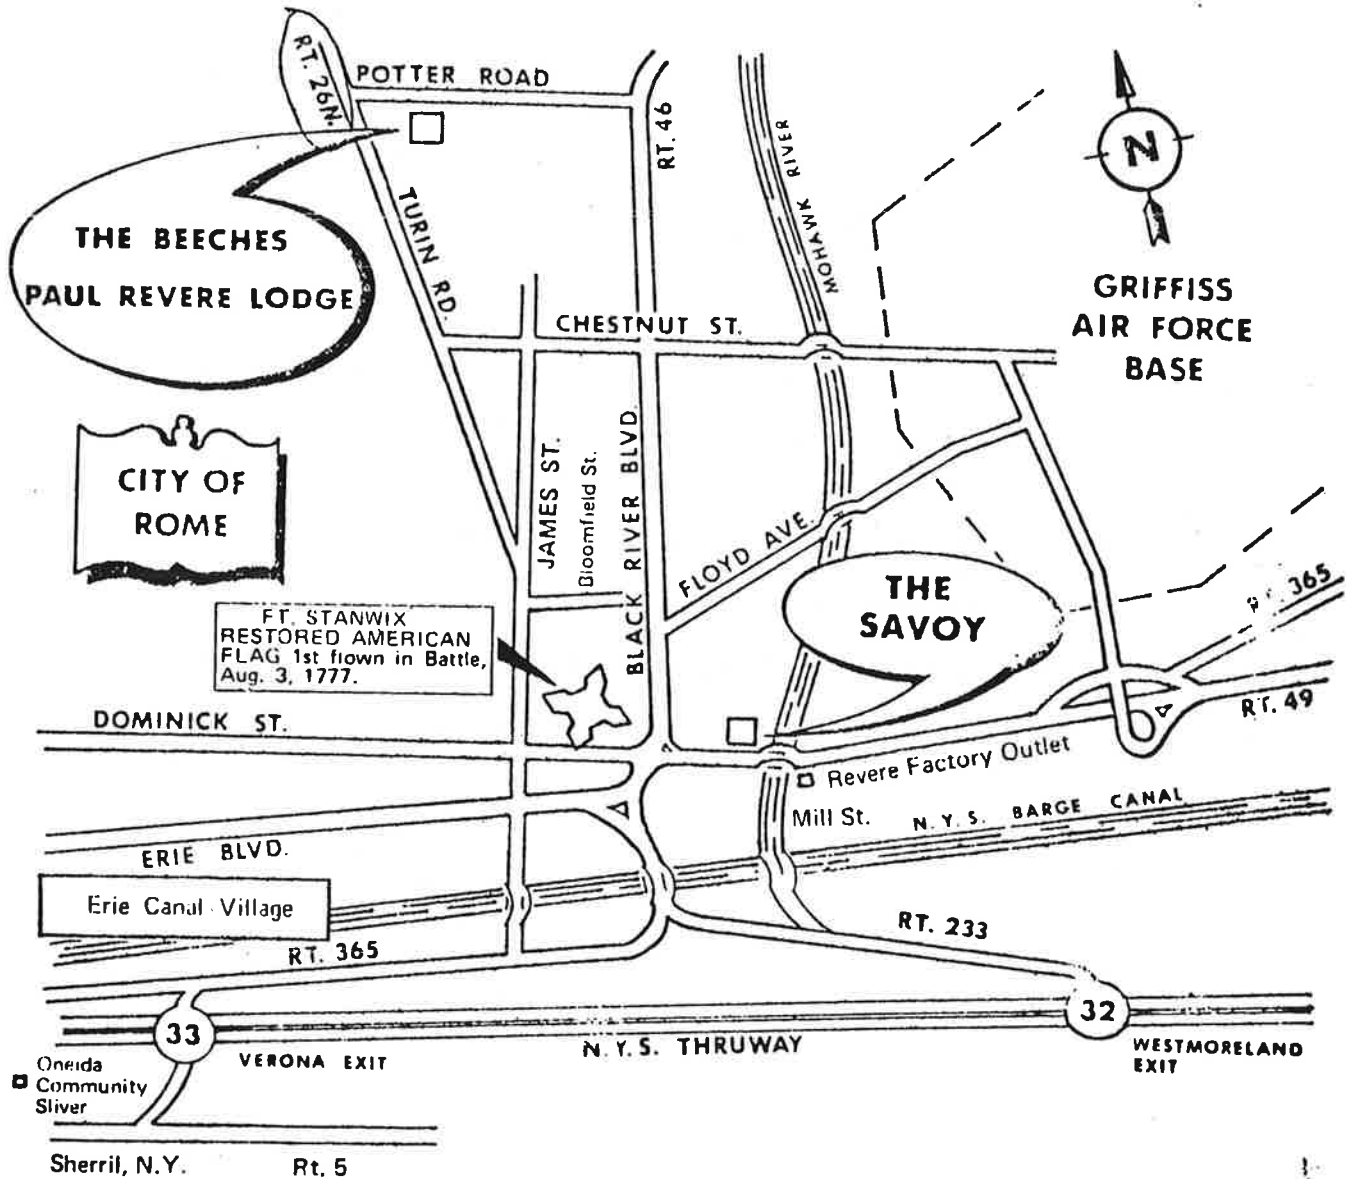 RT. 26N.
POTTER ROAD
RT. 46
MOHAWK RIVER
N
THE BEECHES
PAUL REVERE LODGE
TURIN RD.
GRIFFISS
AIR FORCE
BASE
CHESTNUT ST.
CITY OF
ROME
JAMES ST.
Bloomfield St.
BLACK RIVER BLVD.
FLOYD AVE.
THE
SAVOY
365
FT. STANWIX
RESTORED AMERICAN
FLAG 1st flown in Battle,
Aug. 3, 1777.
DOMINICK ST.
RT. 49
Revere Factory Outlet
Mill St.
N.Y.S. BARGE CANAL
ERIE BLVD.
Erie Canal Village
RT. 365
RT. 233
33
VERONA EXIT
N.Y.S. THRUWAY
32
WESTMORELAND
EXIT
Oneida
Community
Sliver
Sherril, N.Y.
Rt. 5